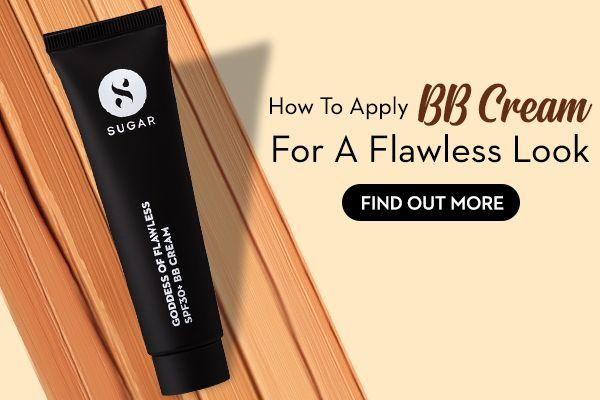 SUGAR
GODDESS OF FLAWLESS
SPF30+ BB CREAM
How To Apply BB Cream
For A Flawless Look
FIND OUT MORE